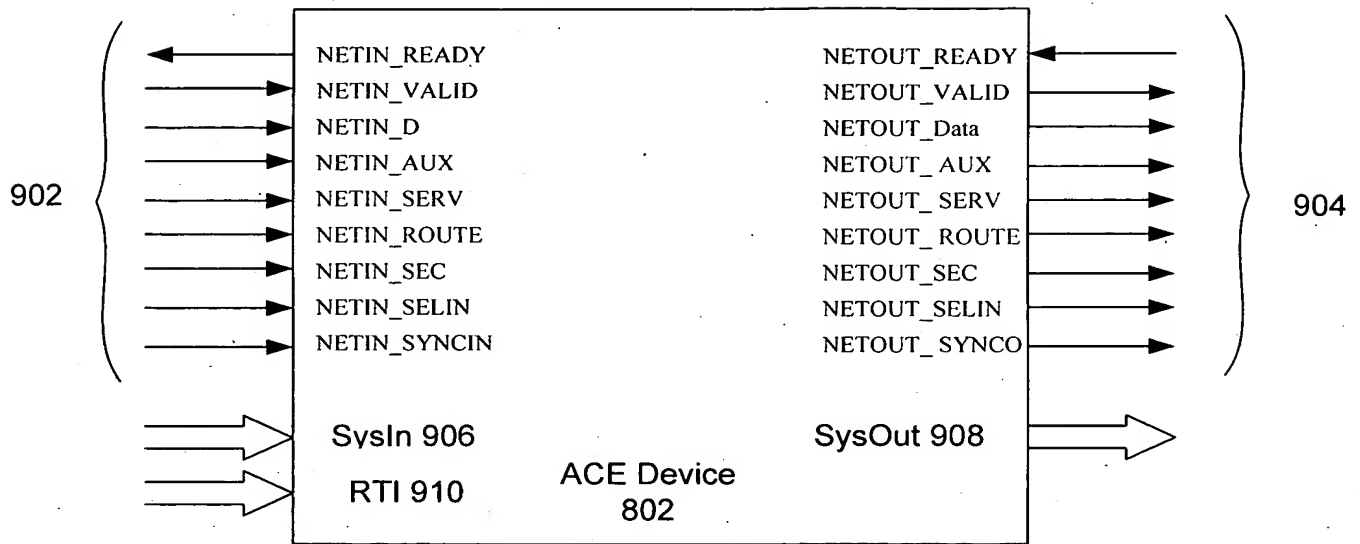 902
NETIN_READY
NETIN_VALID
NETIN_D
NETIN_AUX
NETIN_SERV
NETIN_ROUTE
NETIN_SEC
NETIN_SELIN
NETIN_SYNCIN
NETOUT_READY
NETOUT_VALID
NETOUT_Data
NETOUT_ AUX
NETOUT_ SERV
NETOUT_ ROUTE
NETOUT_SEC
NETOUT_SELIN
NETOUT_ SYNCO
904
SysIn 906
SysOut 908
RTI 910
ACE Device
802